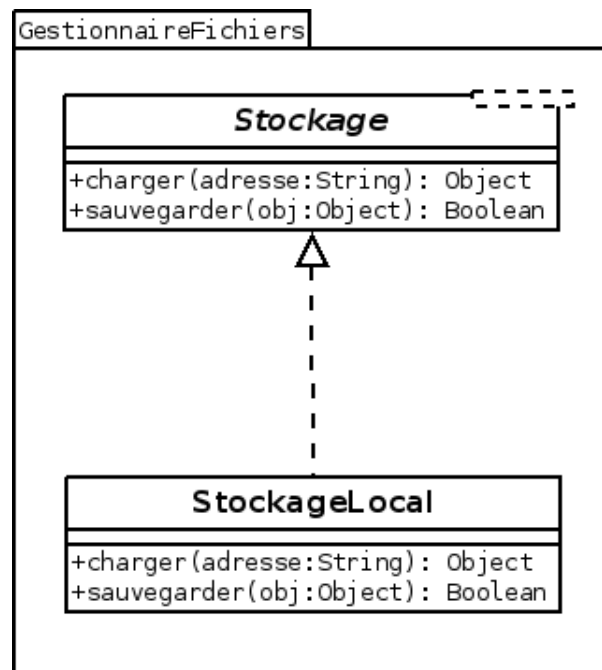 GestionnaireFichiers
Stockage
+charger(adresse:String): Object
+sauvegarder(obj:Object): Boolean
StockageLocal
+charger(adresse:String): Object
+sauvegarder(obj:Object): Boolean